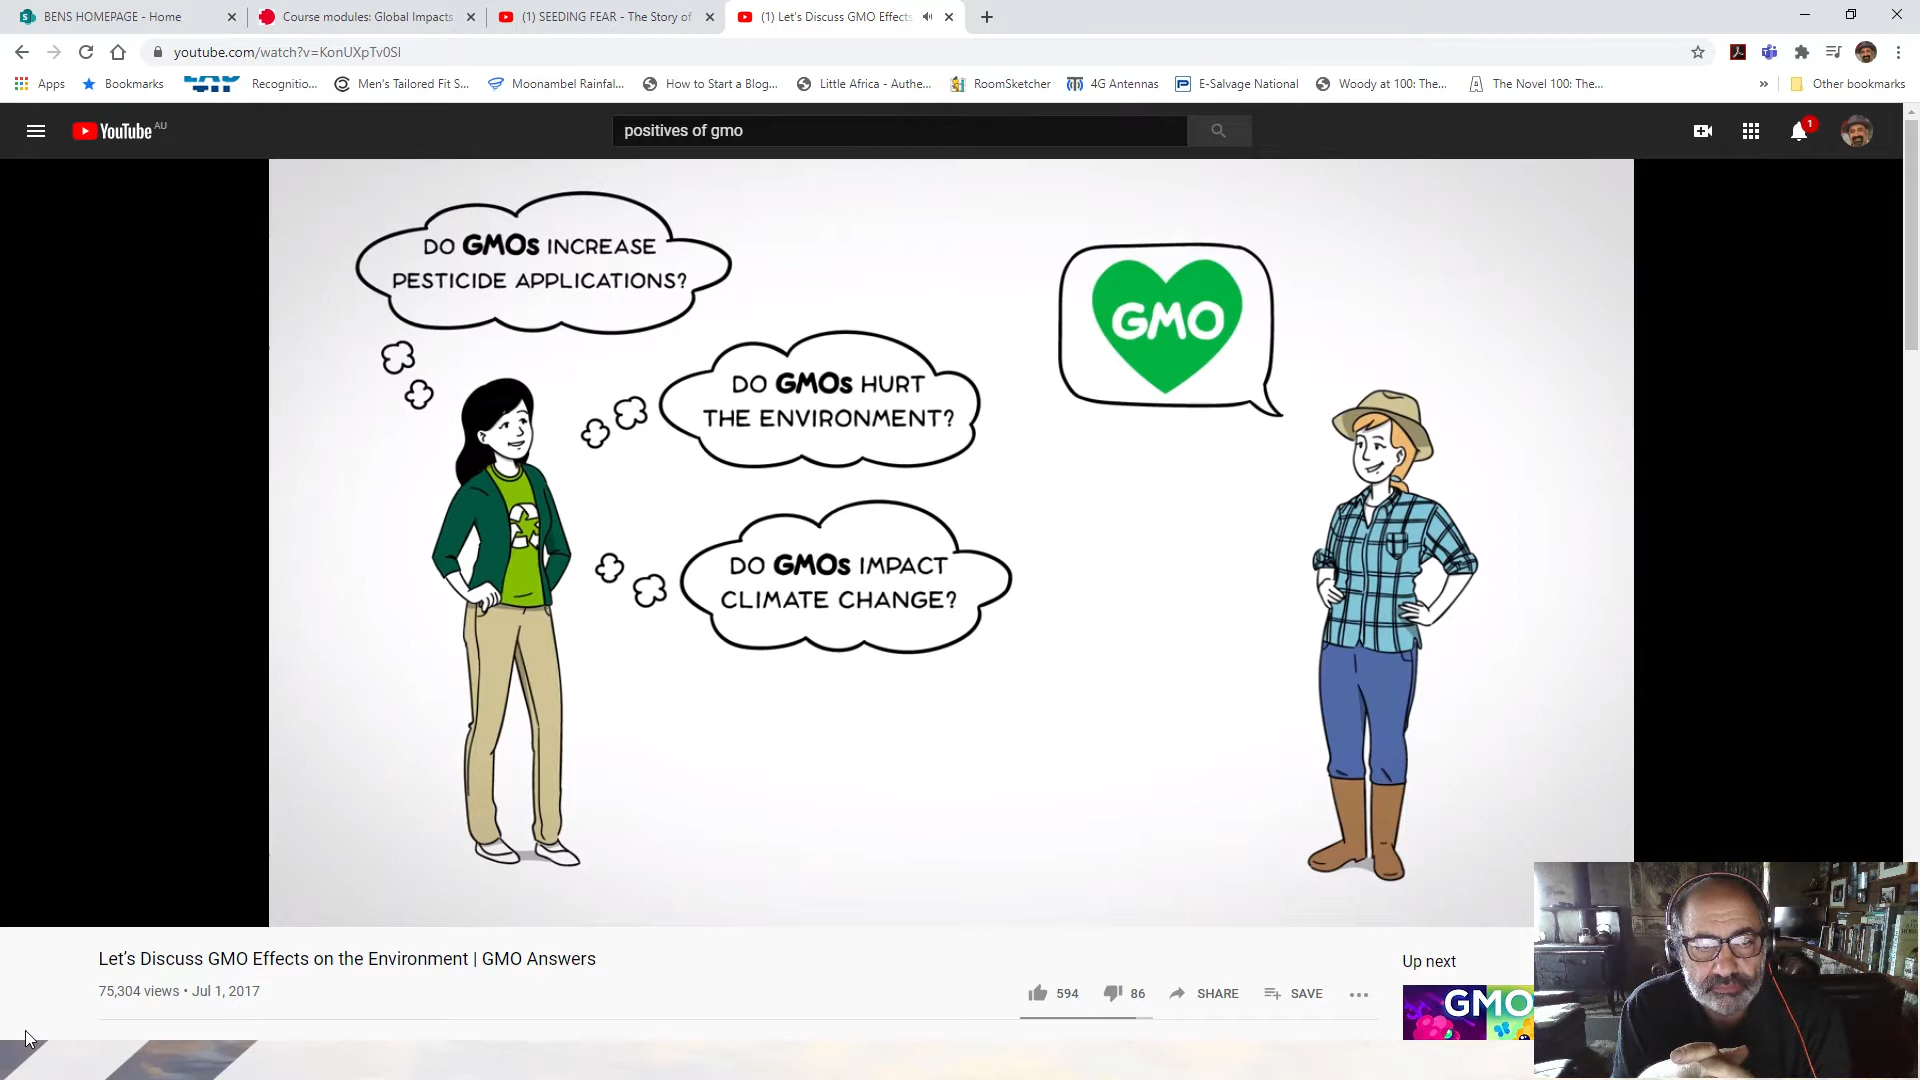 BENS HOMEPAGE - Home
Course modules: Global Impacts
(1) SEEDING FEAR - The Story of
(1) Let's Discuss GMO Effects
youtube.com/watch?v=KonUXpTv0SI
Apps
Bookmarks
Recognitio...
Men's Tailored Fit S...
Moonambel Rainfal...
How to Start a Blog...
Little Africa - Authe...
RoomSketcher
4G Antennas
E-Salvage National
Woody at 100: The...
The Novel 100: The...
»
Other bookmarks
YouTube AU
positives of gmo
1
DO GMOs INCREASE
PESTICIDE APPLICATIONS?
GMO
DO GMOs HURT
THE ENVIRONMENT?
DO GMOs IMPACT
CLIMATE CHANGE?
Let's Discuss GMO Effects on the Environment | GMO Answers
75,304 views • Jul 1, 2017
594
86
SHARE
SAVE
Up next
GMO